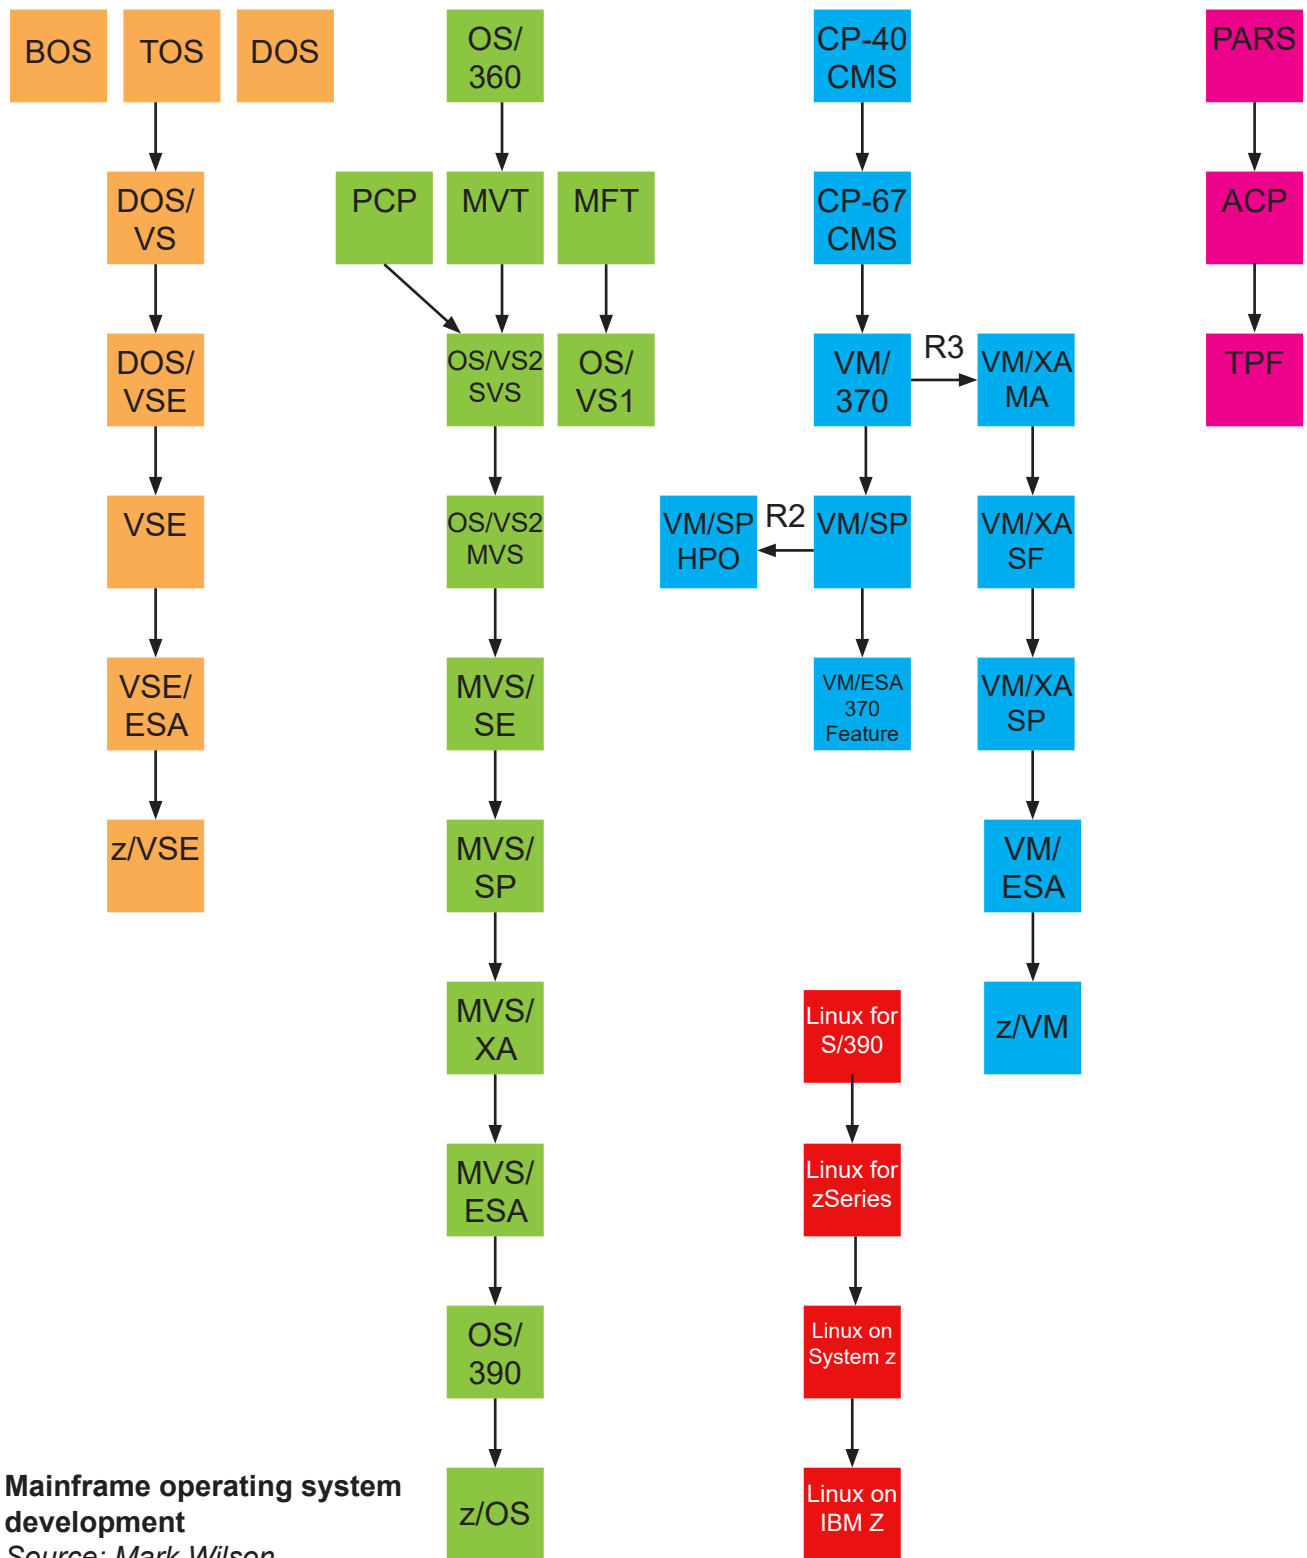 BOS
TOS
DOS
OS/
360
CP-40
CMS
PARS
DOS/
VS
PCP
MVT
MFT
CP-67
CMS
ACP
DOS/
VSE
OS/VS2
SVS
OS/
VS1
VM/
370
R3
VM/XA
MA
TPF
VSE
OS/VS2
MVS
VM/SP
HPO
R2
VM/SP
VM/XA
SF
VSE/
ESA
MVS/
SE
VM/ESA
370
Feature
VM/XA
SP
z/VSE
MVS/
SP
VM/
ESA
MVS/
XA
Linux for
S/390
z/VM
MVS/
ESA
Linux for
zSeries
OS/
390
Linux on
System z
z/OS
Linux on
IBM Z
Mainframe operating system
development
Source: Mark Wilson